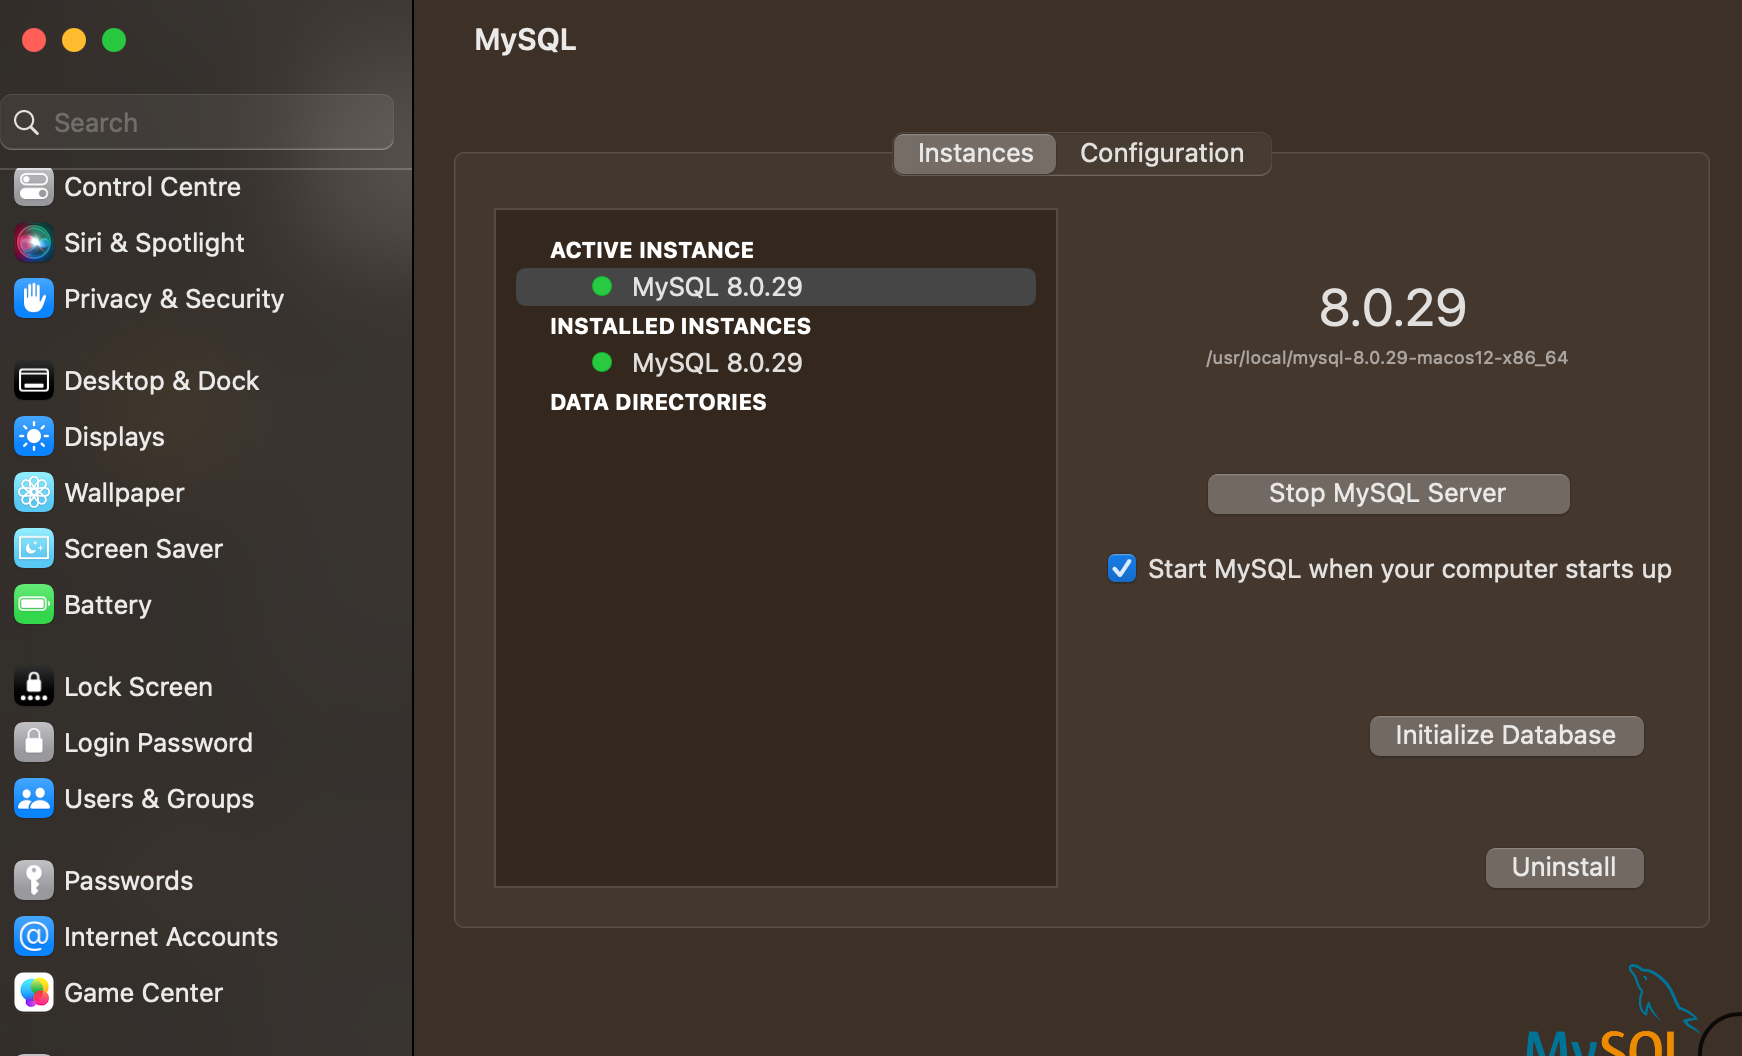 Search
Control Centre
Siri & Spotlight
Privacy & Security
Desktop & Dock
Displays
Wallpaper
Screen Saver
Battery
Lock Screen
Login Password
Users & Groups
Passwords
Internet Accounts
Game Center
MySQL
Instances
Configuration
ACTIVE INSTANCE
MySQL 8.0.29
INSTALLED INSTANCES
MySQL 8.0.29
DATA DIRECTORIES
8.0.29
/usr/local/mysql-8.0.29-macos12-x86_64
Stop MySQL Server
Start MySQL when your computer starts up
Initialize Database
Uninstall
MySQL